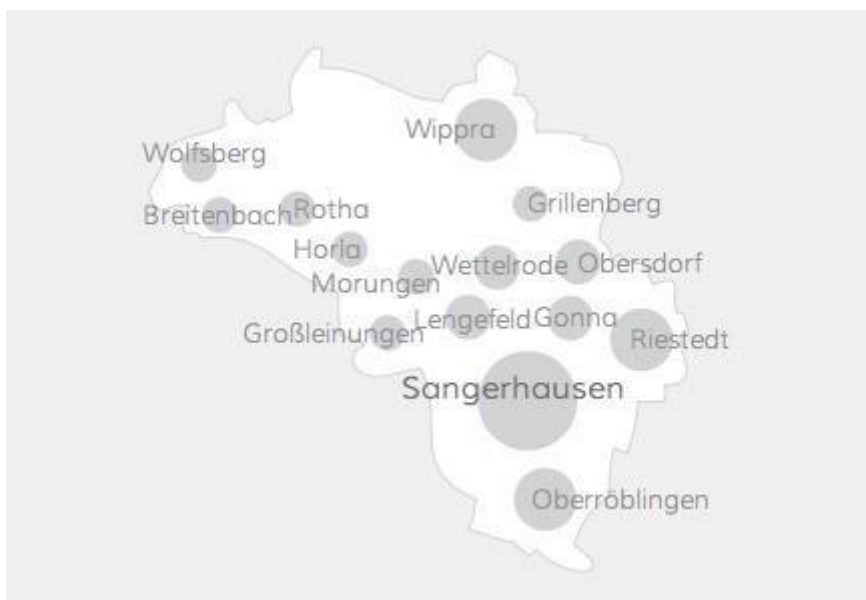 Wippra
Wolfsberg
Grillenberg
Breitenbach
Rotha
Horla
Wettelrode
Obersdorf
Morungen
Lengefeld
Gonna
Großleinungen
Riestedt
Sangerhausen
Oberröblingen